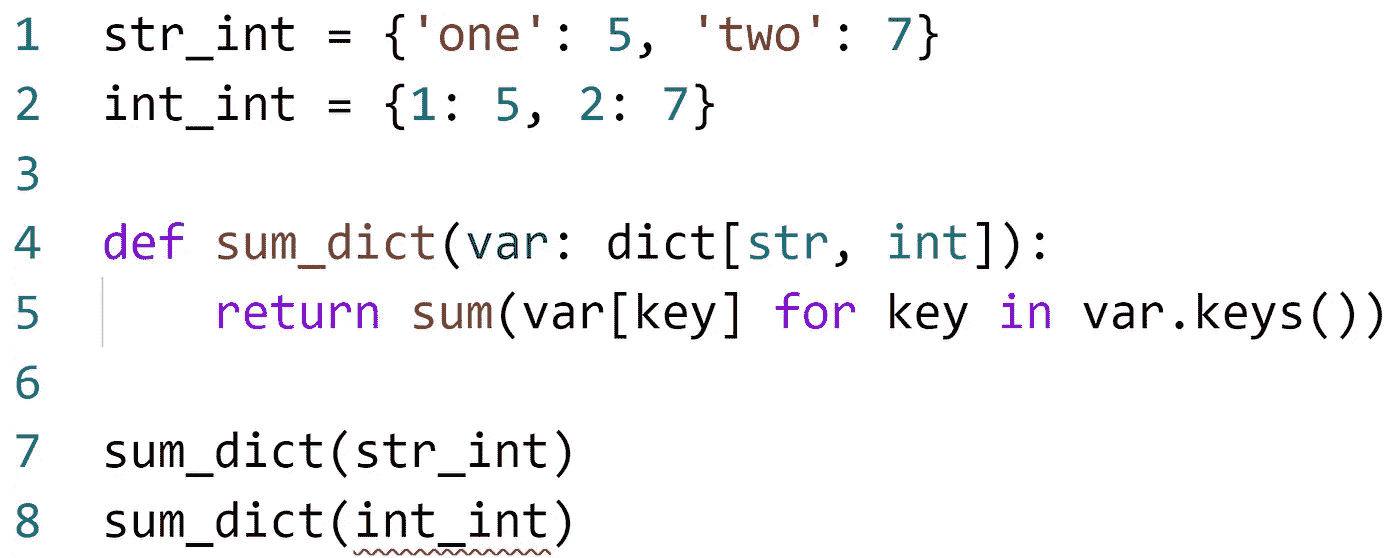 1 str_int = {'one': 5, 'two': 7}
2 int_int = {1: 5, 2: 7}
3
4 def sum_dict(var: dict[str, int]):
5     return sum(var[key] for key in var.keys())
6
7 sum_dict(str_int)
8 sum_dict(int_int)